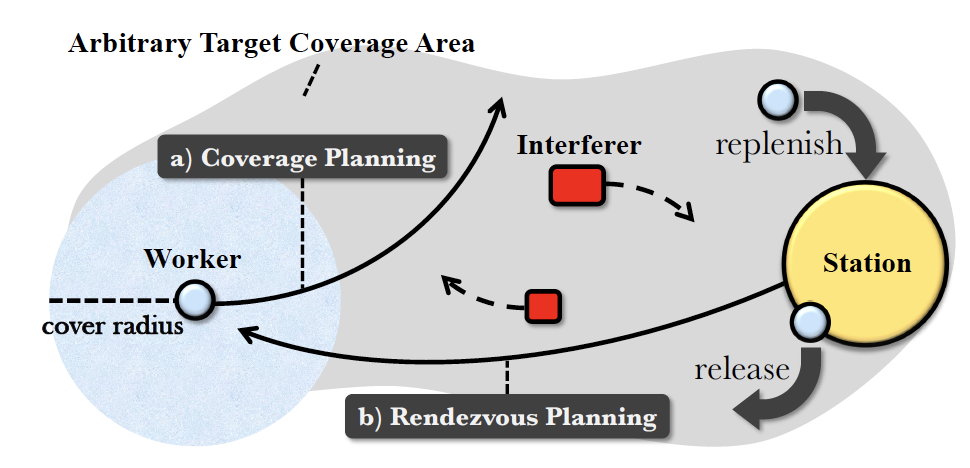 Arbitrary Target Coverage Area
a) Coverage Planning
Interferer
replenish
Worker
Station
cover radius
release
b) Rendezvous Planning